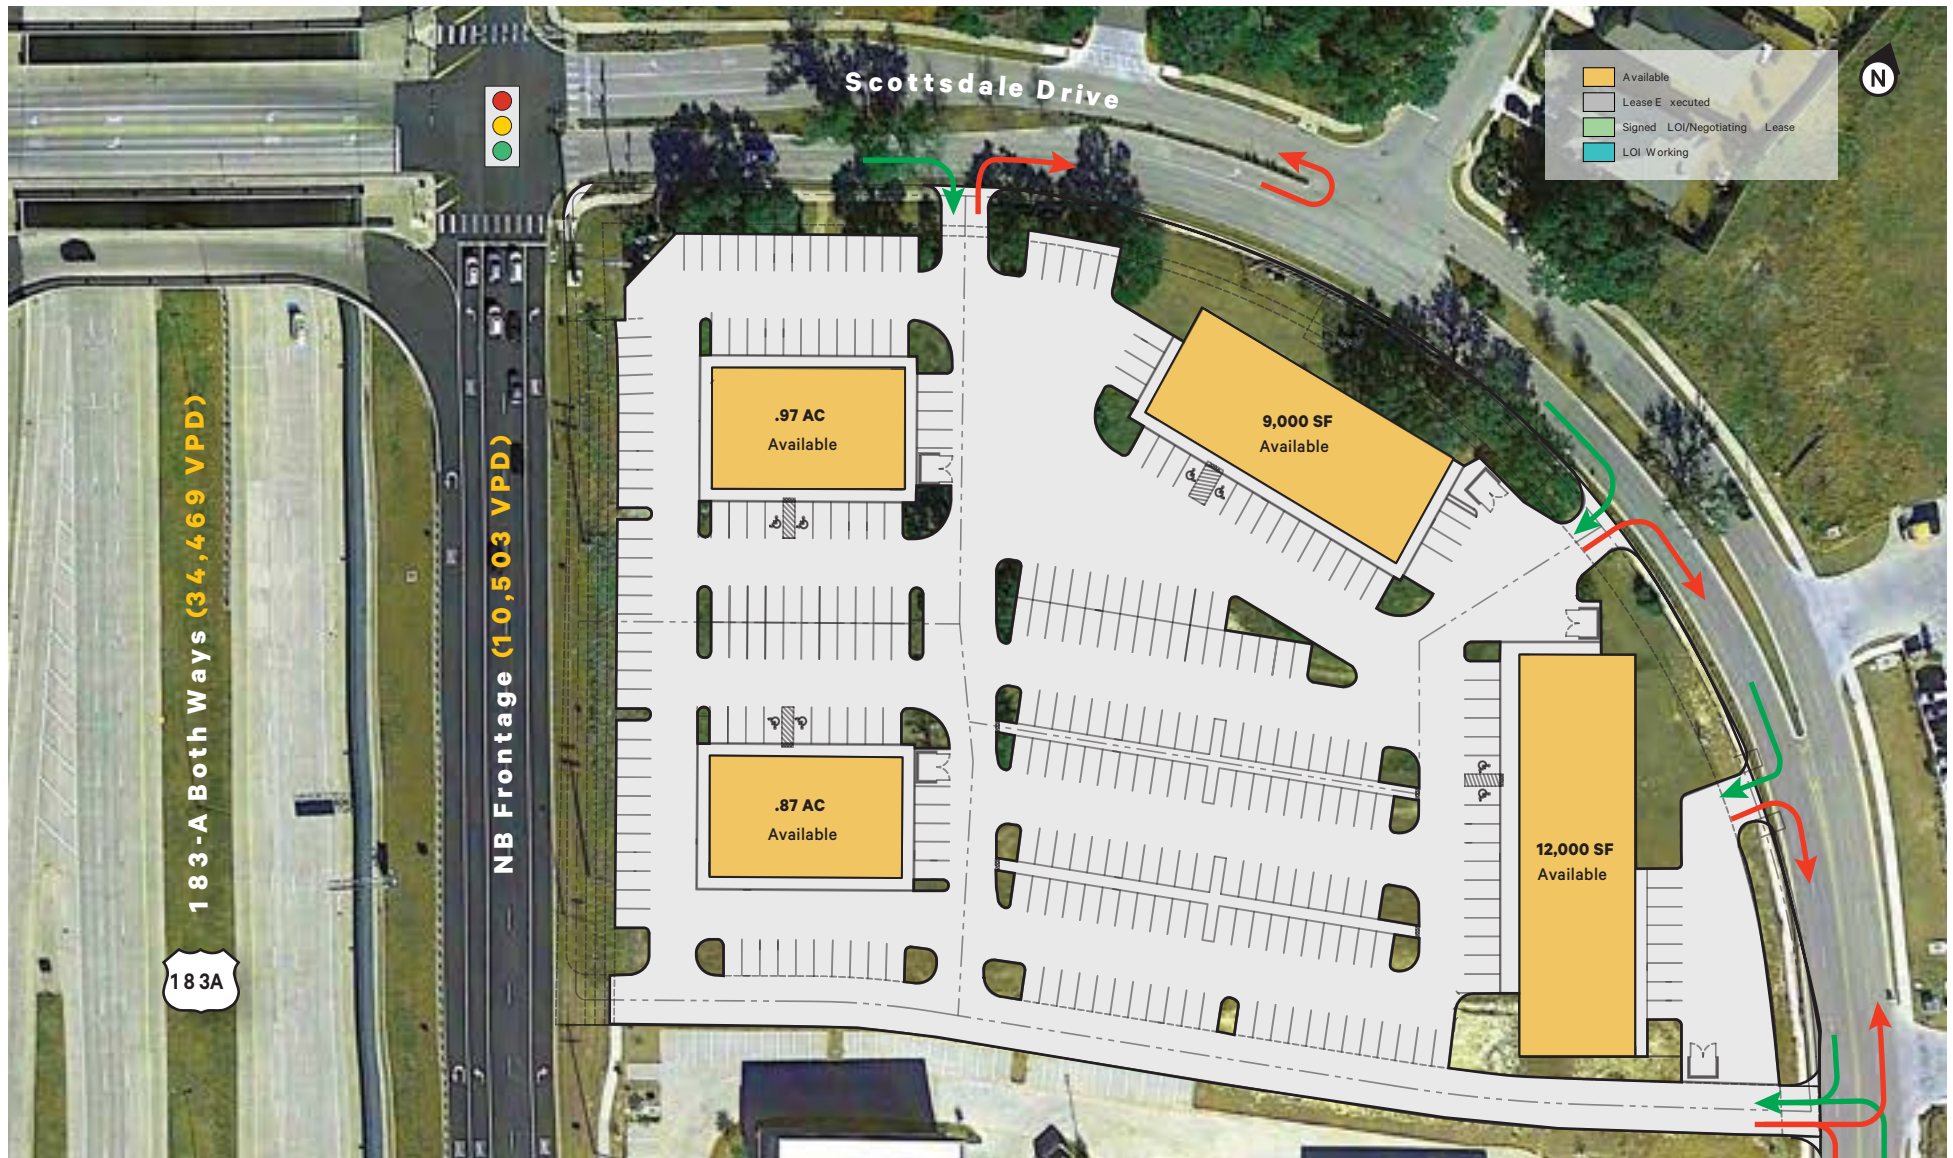 Scottsdale Drive
Available
Lease E xecuted
Signed LOI/Negotiating Lease
LOI Working
N
.97 AC
Available
9,000 SF
Available
183-A Both Ways (34,469 VPD)
NB Frontage (10,503 VPD)
.87 AC
Available
12,000 SF
Available
183A